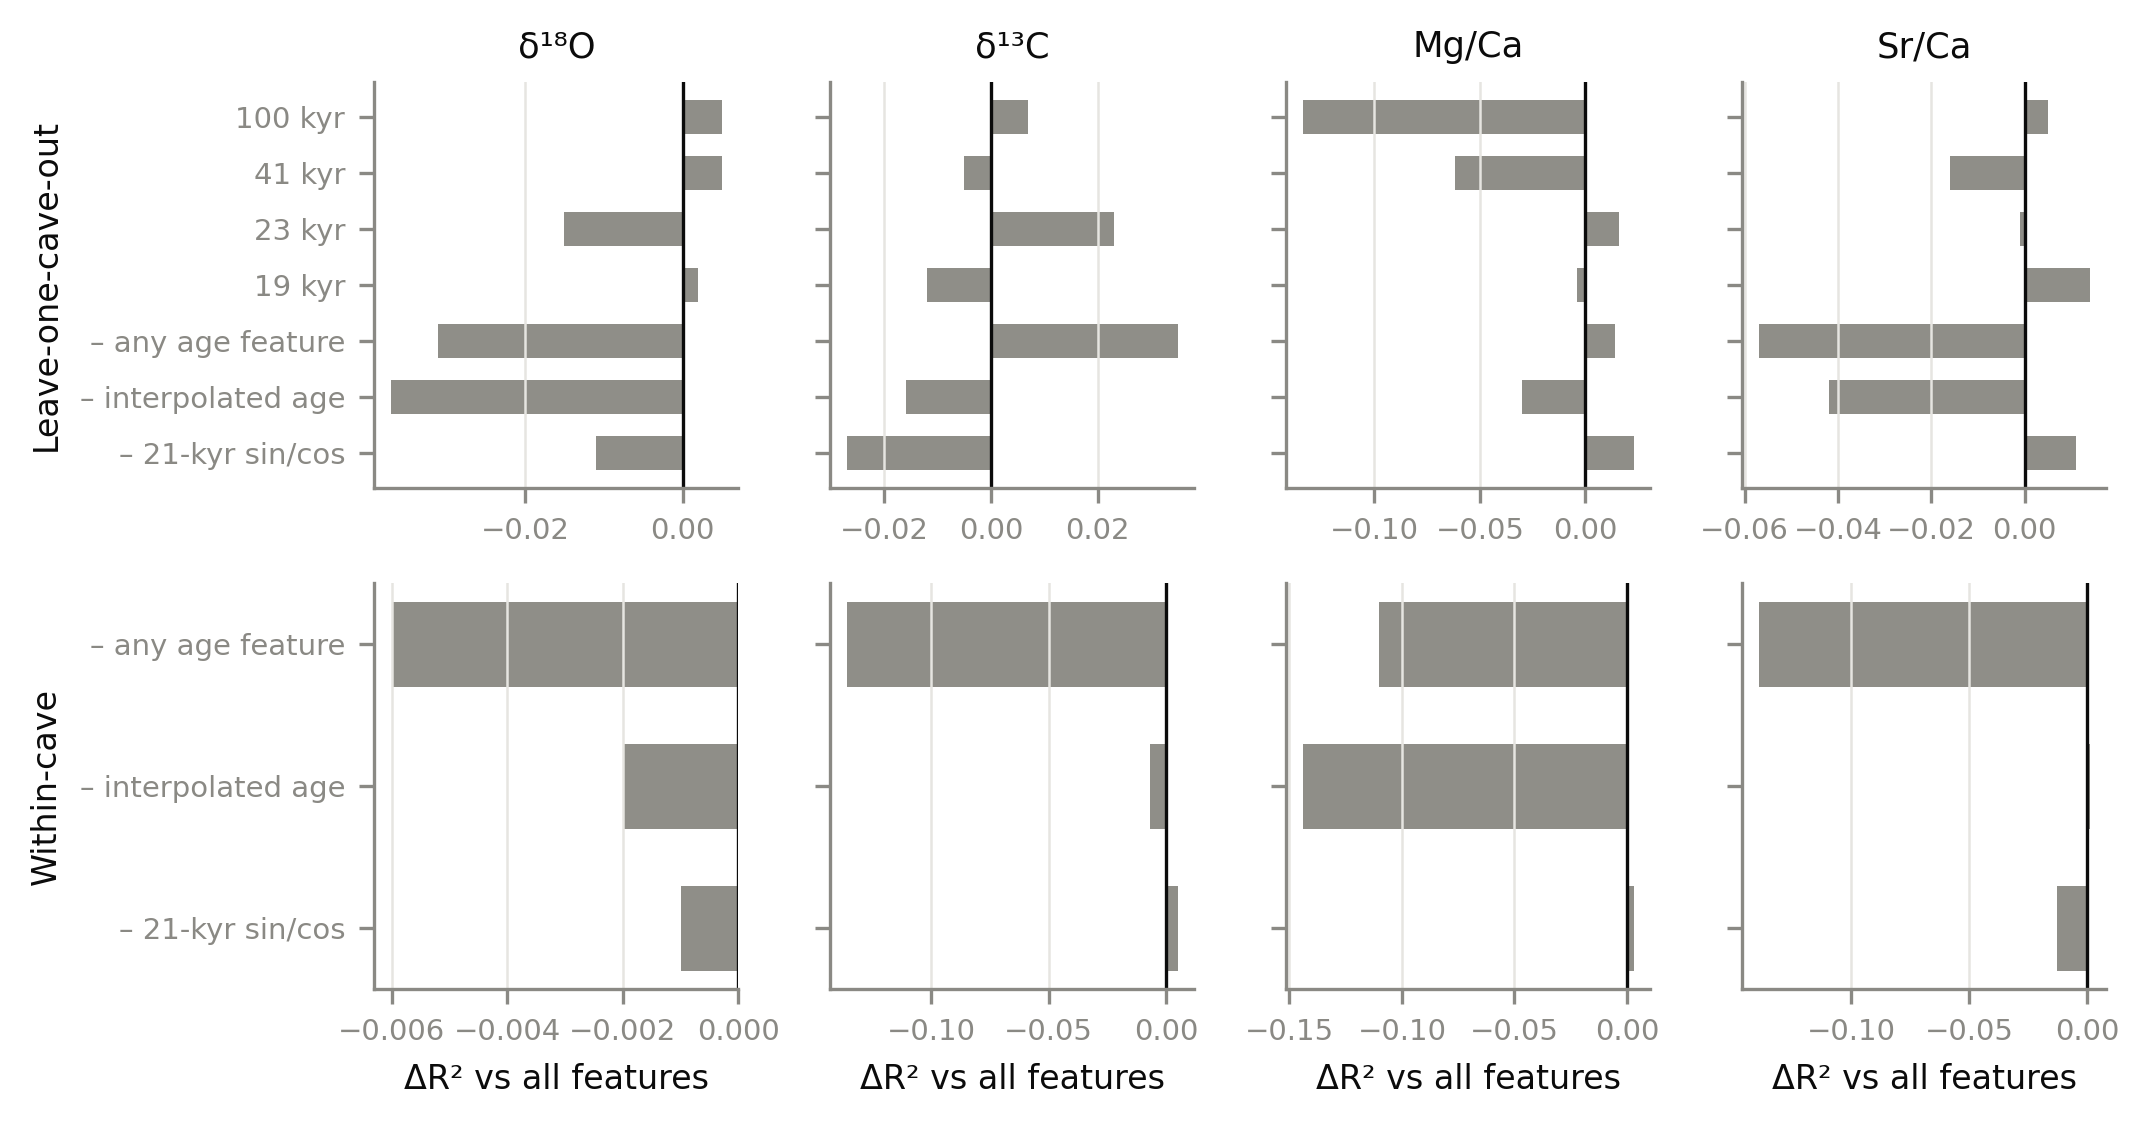 δ¹⁸O
δ¹³C
Mg/Ca
Sr/Ca
Leave-one-cave-out
100 kyr
41 kyr
23 kyr
19 kyr
– any age feature
– interpolated age
– 21-kyr sin/cos
−0.02 0.00
−0.02 0.00 0.02
−0.10 −0.05 0.00
−0.06 −0.04 −0.02 0.00
Within-cave
– any age feature
– interpolated age
– 21-kyr sin/cos
−0.006 −0.004 −0.002 0.000
−0.10 −0.05 0.00
−0.15 −0.10 −0.05 0.00
−0.10 −0.05 0.00
ΔR² vs all features
ΔR² vs all features
ΔR² vs all features
ΔR² vs all features